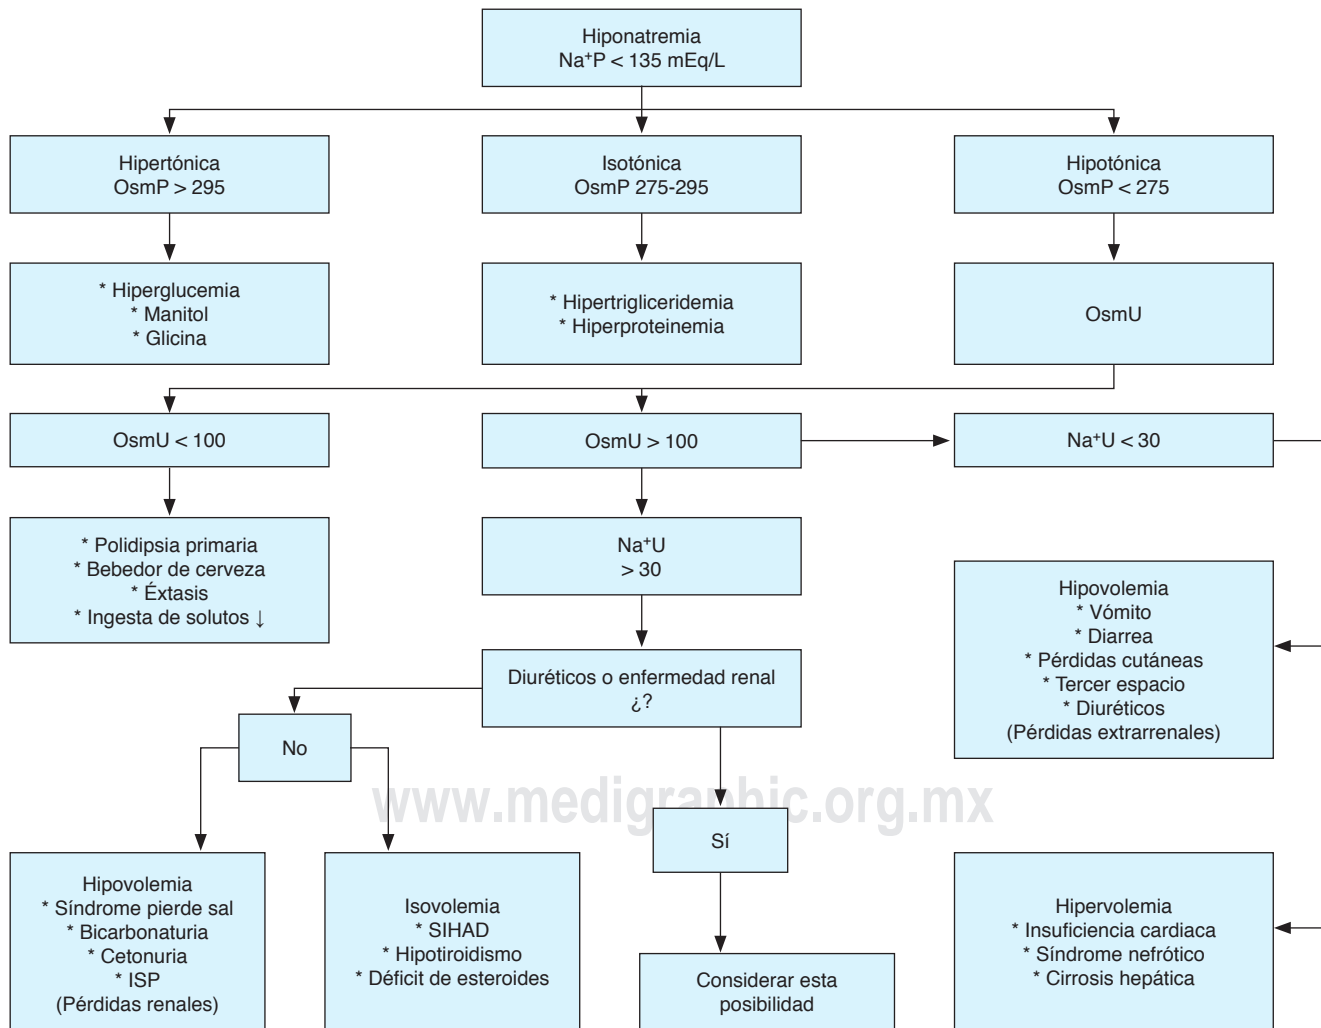 Hiponatremia
Na⁺P < 135 mEq/L
Hipertónica
OsmP > 295
Isotónica
OsmP 275-295
Hipotónica
OsmP < 275
* Hiperglucemia
* Manitol
* Glicina
* Hipertrigliceridemia
* Hiperproteinemia
OsmU
OsmU < 100
OsmU > 100
Na⁺U < 30
* Polidipsia primaria
* Bebedor de cerveza
* Éxtasis
* Ingesta de solutos ↓
Na⁺U
> 30
Hipovolemia
* Vómito
* Diarrea
* Pérdidas cutáneas
* Tercer espacio
* Diuréticos
(Pérdidas extrarrenales)
Diuréticos o enfermedad renal
¿?
No
www.medigraphic.org.mx
Sí
Hipovolemia
* Síndrome pierde sal
* Bicarbonaturia
* Cetonuria
* ISP
(Pérdidas renales)
Isovolemia
* SIHAD
* Hipotiroidismo
* Déficit de esteroides
Considerar esta
posibilidad
Hipervolemia
* Insuficiencia cardiaca
* Síndrome nefrótico
* Cirrosis hepática